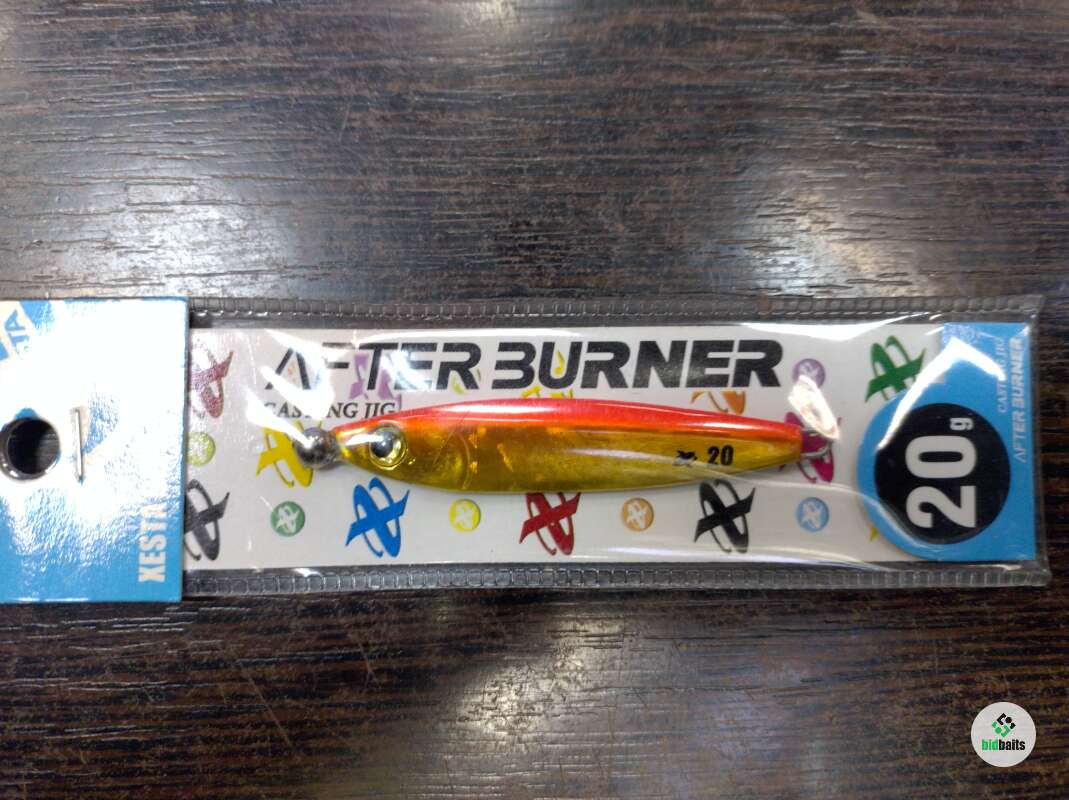 AFTER BURNER
CASTING JIG
20
XESTA
20g
CASTING JIG
AFTER BURNER
bidbaits